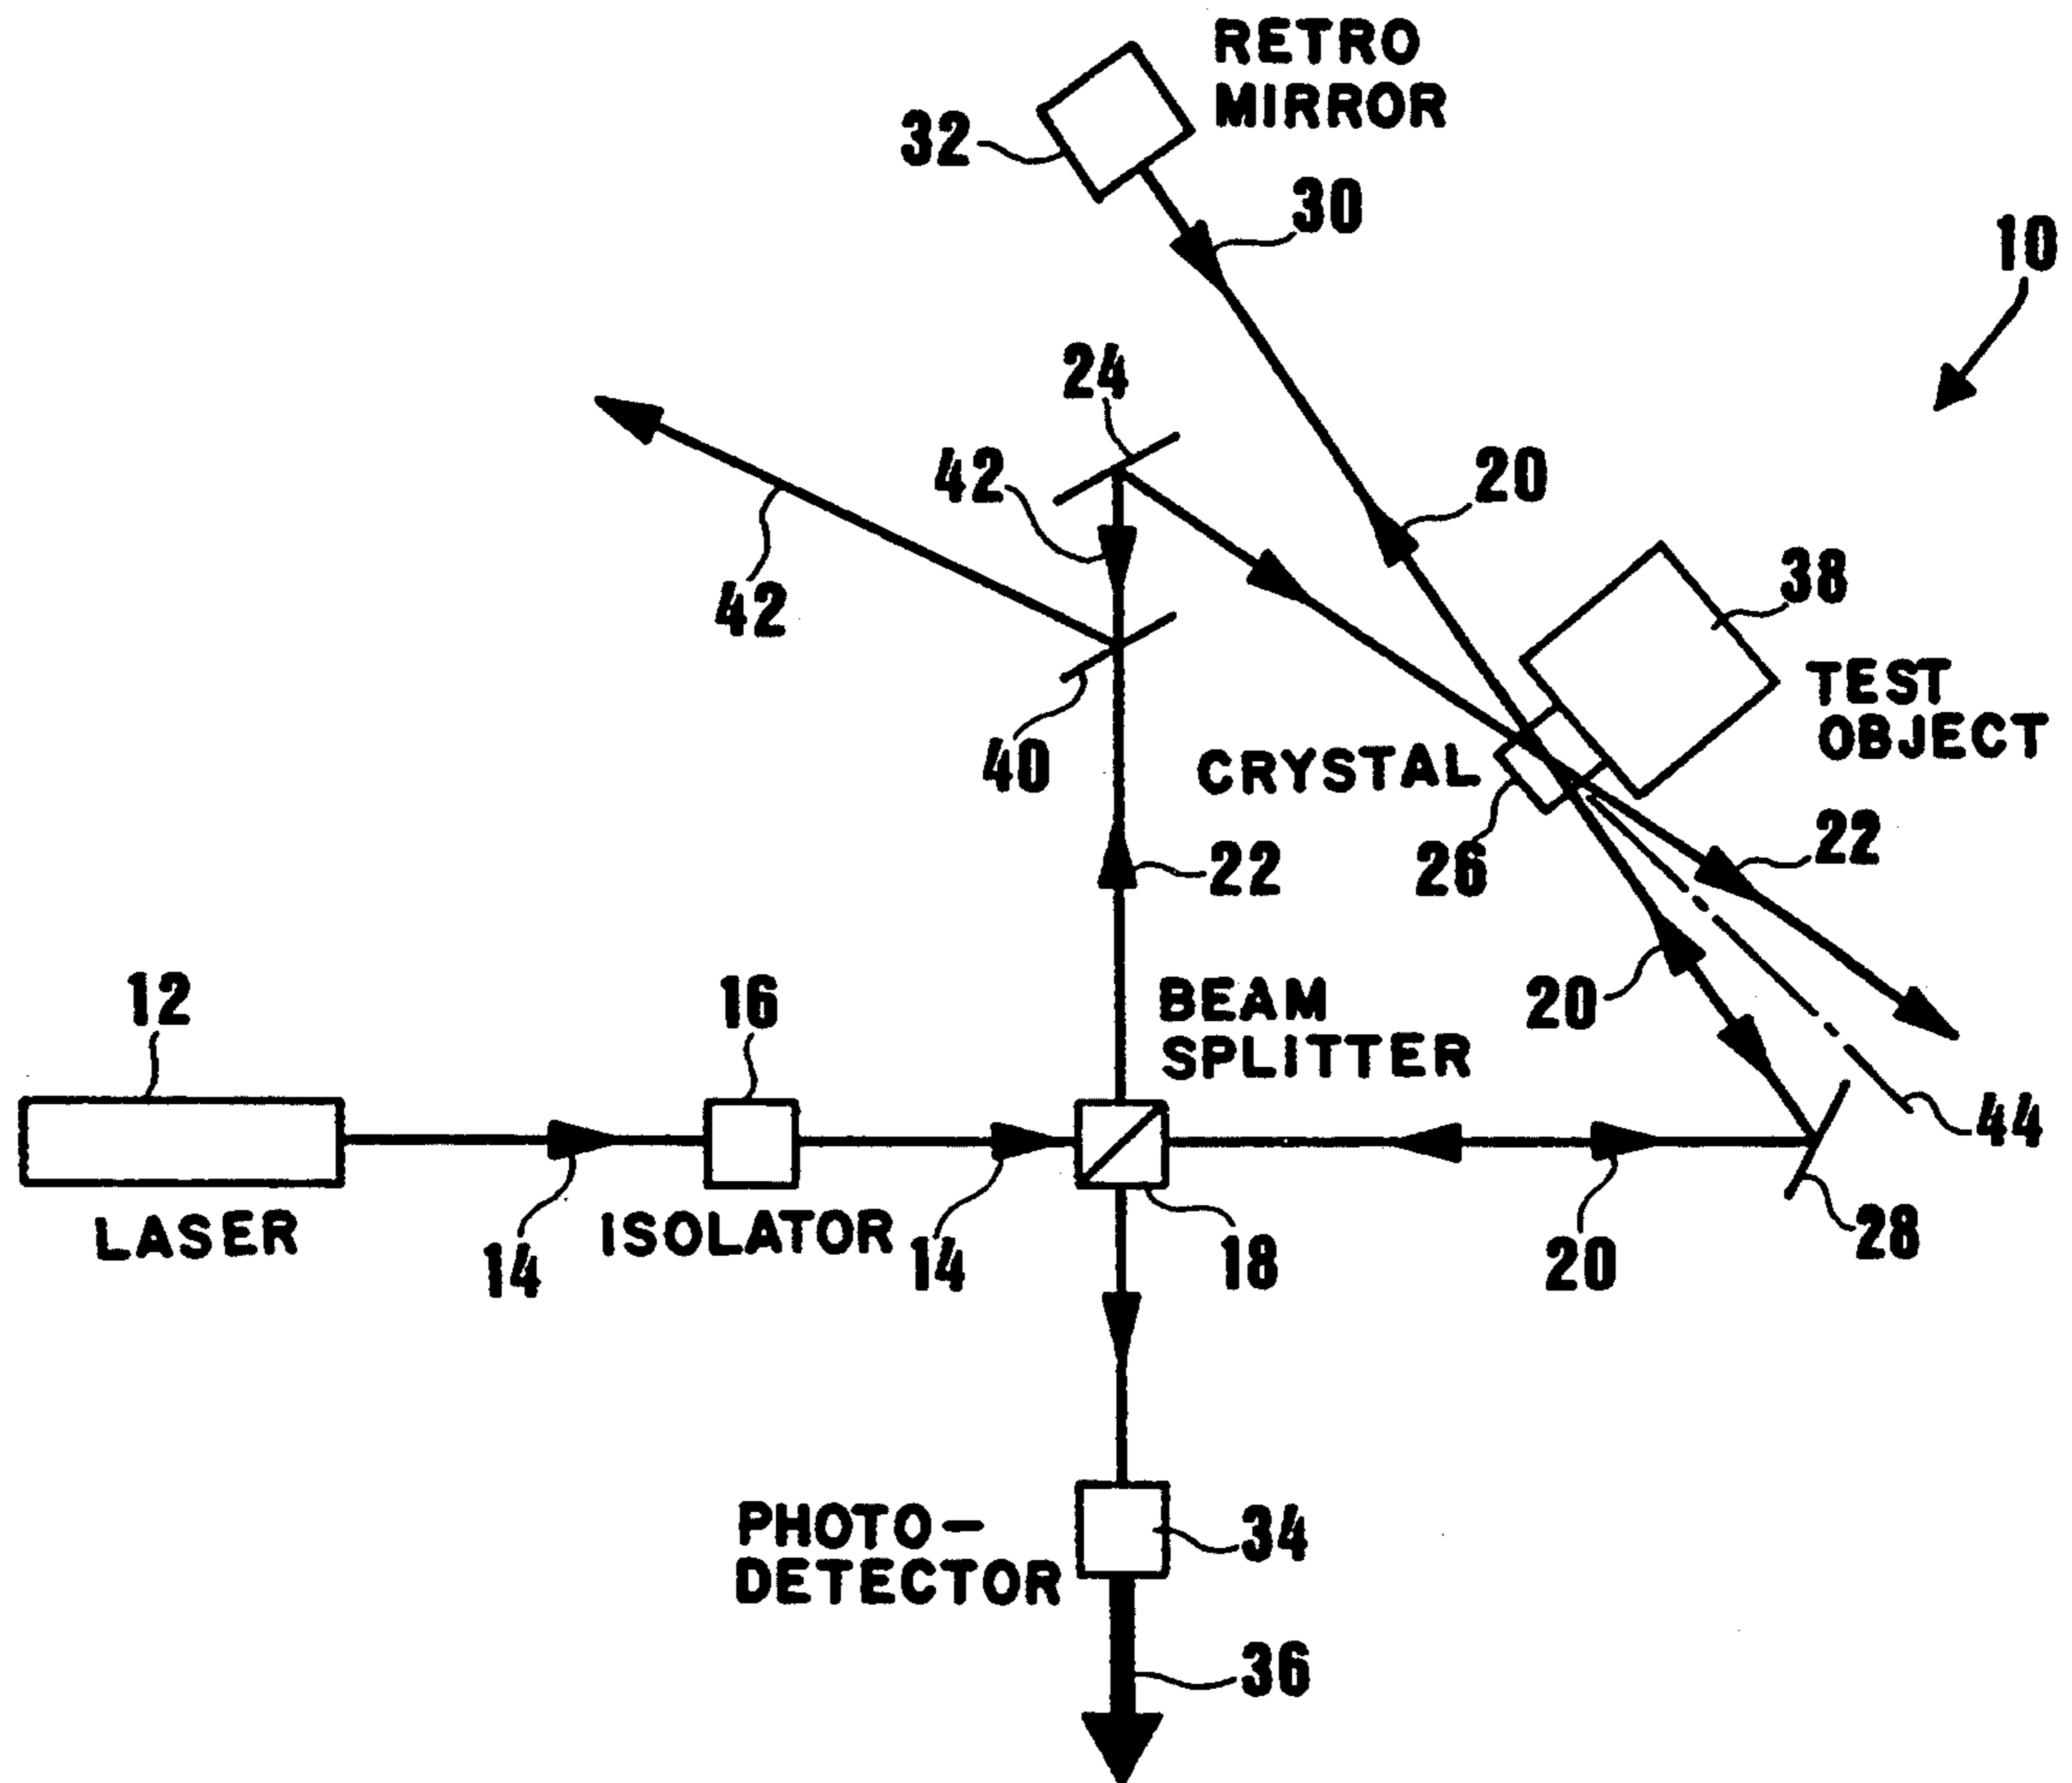 RETRO
MIRROR
32
30
10
24
42
20
42
38
TEST
OBJECT
40
CRYSTAL
26
22
22
20
12
16
BEAM
SPLITTER
44
LASER
14
ISOLATOR
14
18
20
28
PHOTO-
DETECTOR
34
36